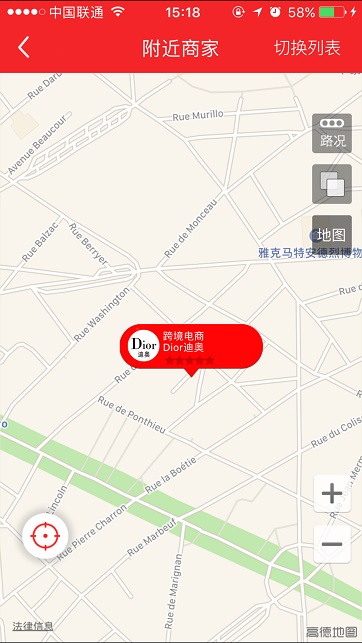 中国联通
15:18
58%
附近商家
切换列表
Rue Daru
Rue Murillo
Avenue Beaucour
路况
Rue Balzac
Rue Berryer
Rue de Monceau
地图
雅克马特安德烈博物
Rue Washington
Rue de
跨境电商
Dior
Dior迪奥
迪奥
Rue de Ponthieu
Rue du Colis
ro
Rue la Boétie
Lincoln
Rue Pierre Charron
Rue Marbeuf
Rue de Marignan
法律信息
高德地图